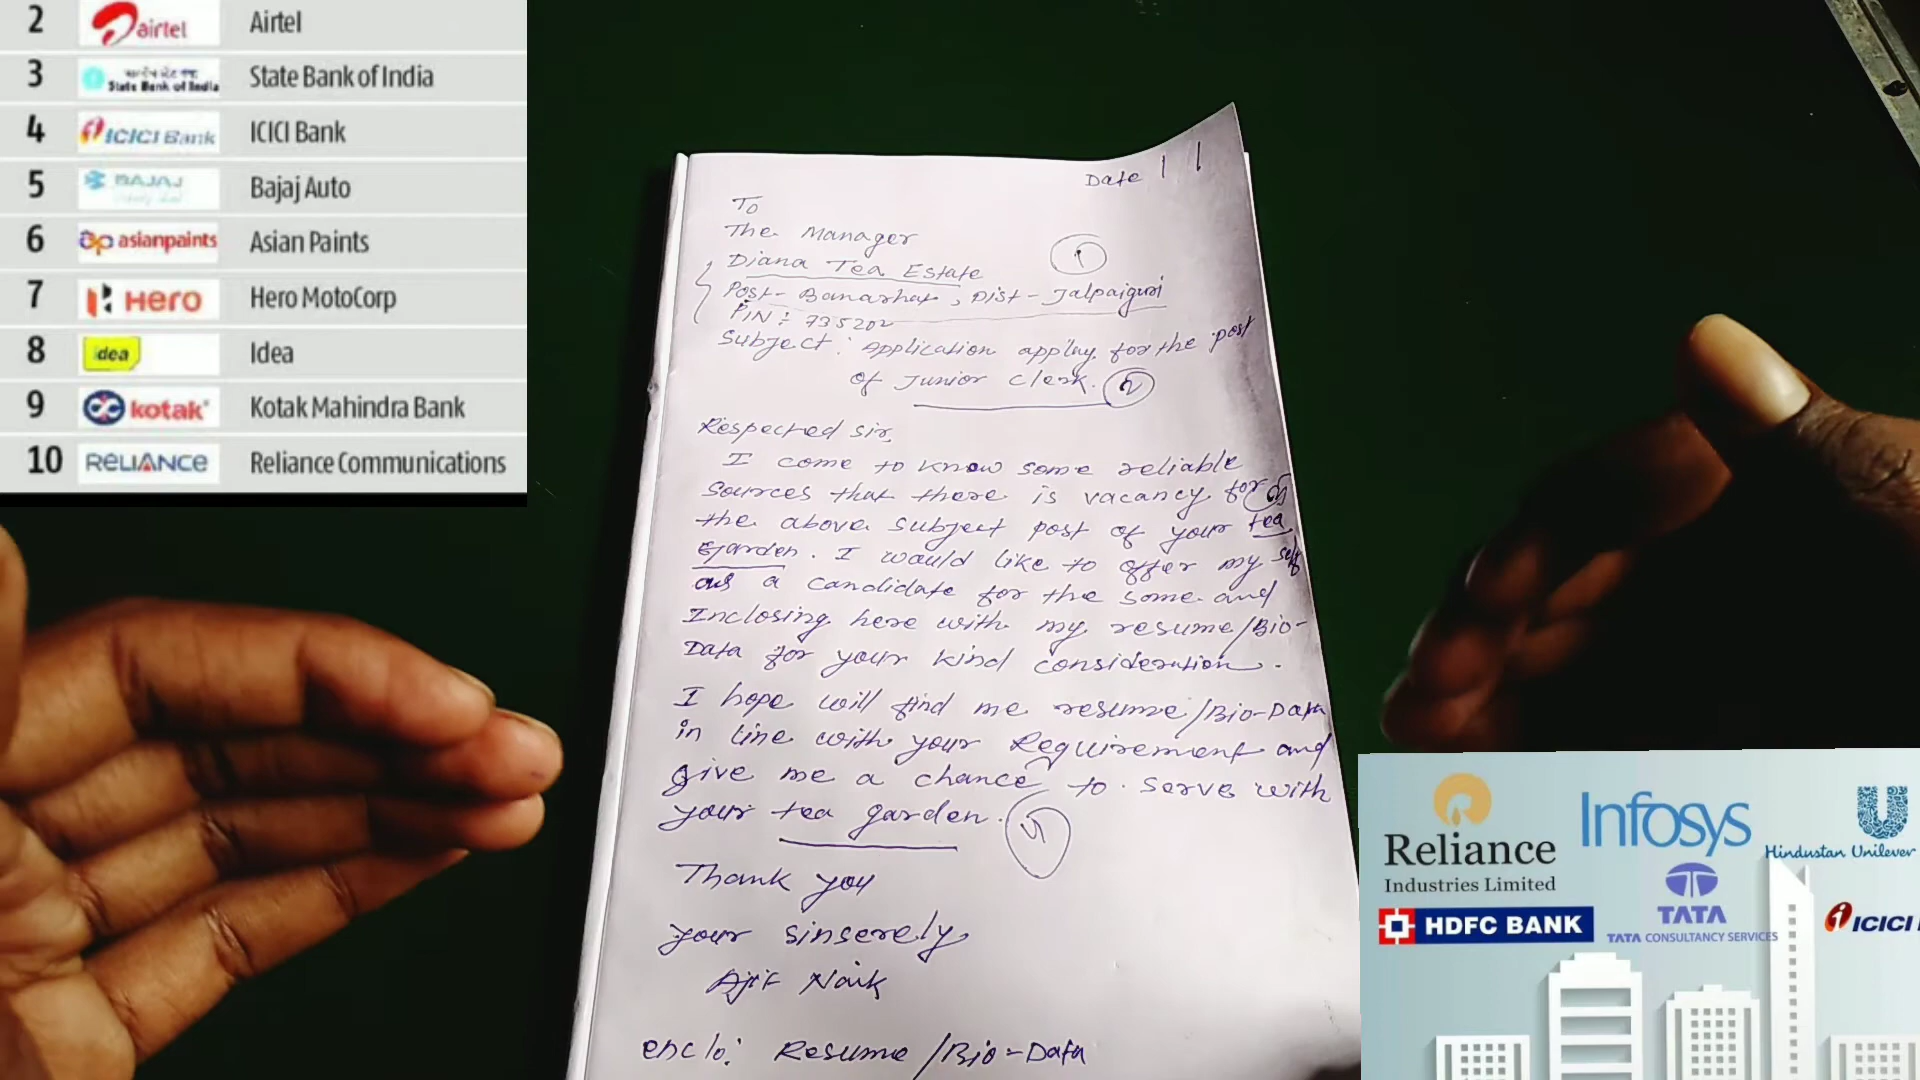 2 airtel Airtel
3 State Bank of India State Bank of India
4 ICICI Bank ICICI Bank
5 BAJAJ Bajaj Auto
6 ap asianpaints Asian Paints
7 HERO Hero MotoCorp
8 idea Idea
9 kotak Kotak Mahindra Bank
10 RELIANCE Reliance Communications
Date / /
To
The Manager
Diana Tea Estate
Post- Banarhat, Dist- Jalpaiguri
PIN: 735202
Subject: Application applay for the post
of Junior Clerk.
Respected sir,
I come to know some reliable
sources that there is vacancy for
the above subject post of your tea
Garden. I would like to offer my self
as a candidate for the some and
Inclosing here with my resume/Bio-
Data for your kind consideration.
I hope will find me resume/Bio-Data
in line with your Requirement and
give me a chance to serve with
your tea garden.
Thank you
your sinserely
Ajit Naik
enclo: Resume/Bio-Data
Reliance
Industries Limited
Infosys
Hindustan Unilever
HDFC BANK
TATA
TATA CONSULTANCY SERVICES
ICICI